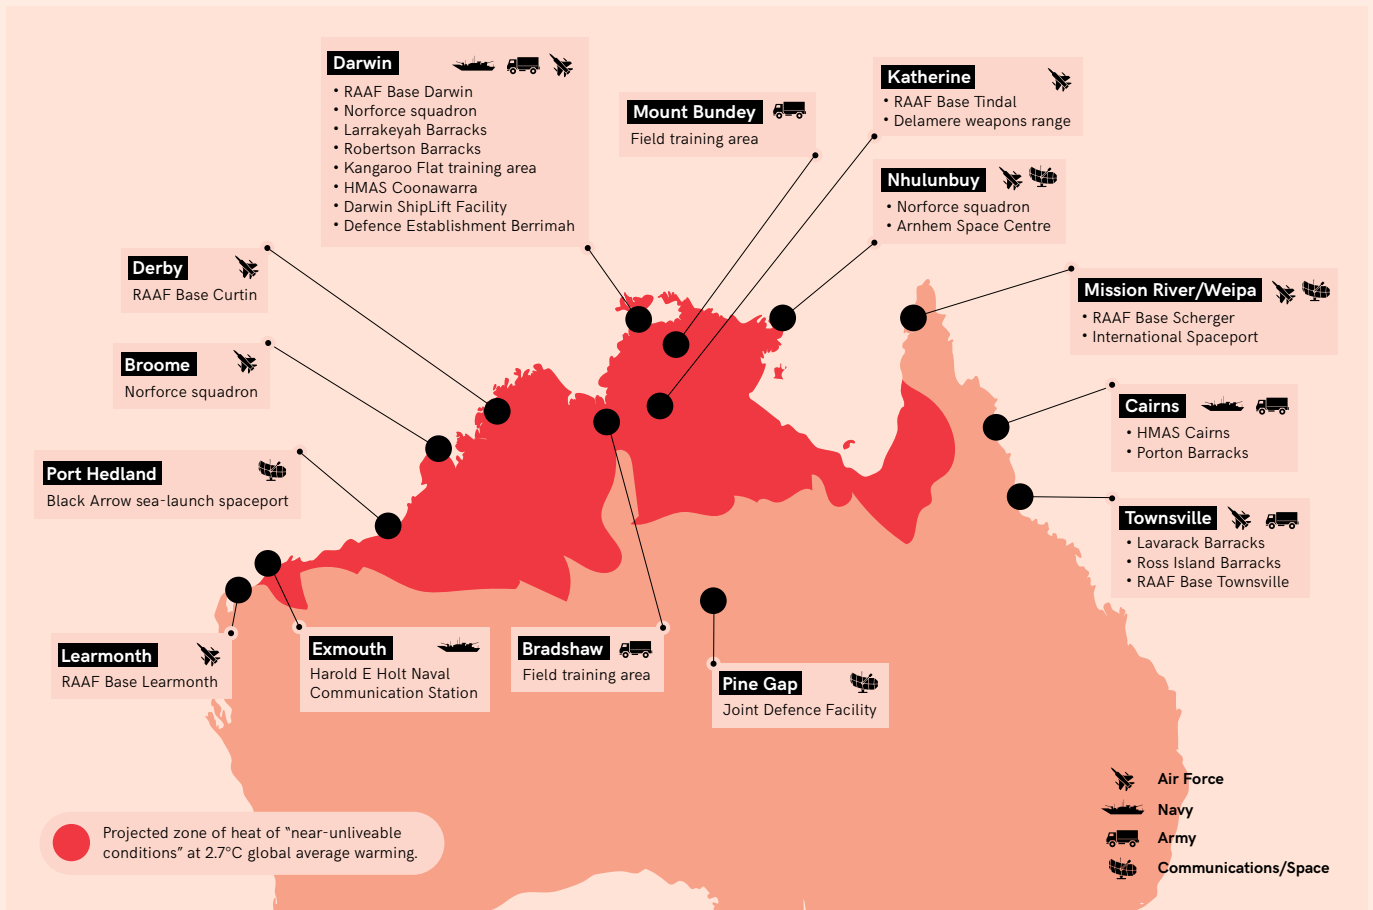 Darwin
• RAAF Base Darwin
• Norforce squadron
• Larrakeyah Barracks
• Robertson Barracks
• Kangaroo Flat training area
• HMAS Coonawarra
• Darwin ShipLift Facility
• Defence Establishment Berrimah
Mount Bundey
Field training area
Katherine
• RAAF Base Tindal
• Delamere weapons range
Nhulunbuy
• Norforce squadron
• Arnhem Space Centre
Derby
RAAF Base Curtin
Mission River/Weipa
• RAAF Base Scherger
• International Spaceport
Broome
Norforce squadron
Cairns
• HMAS Cairns
• Porton Barracks
Port Hedland
Black Arrow sea-launch spaceport
Townsville
• Lavarack Barracks
• Ross Island Barracks
• RAAF Base Townsville
Learmonth
RAAF Base Learmonth
Exmouth
Harold E Holt Naval
Communication Station
Bradshaw
Field training area
Pine Gap
Joint Defence Facility
Air Force
Navy
Army
Communications/Space
Projected zone of heat of “near-unliveable
conditions” at 2.7°C global average warming.